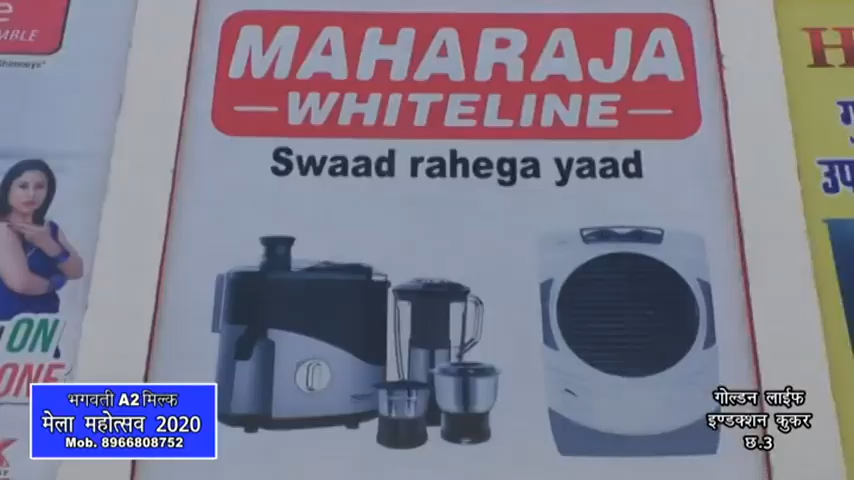 MAHARAJA
WHITELINE
Swaad rahega yaad
ON
ONE
भगवती A2 मिल्क
मेला महोत्सव 2020
Mob. 8966808752
गोल्डन लाईफ
इण्डक्शन कुकर
छ.3